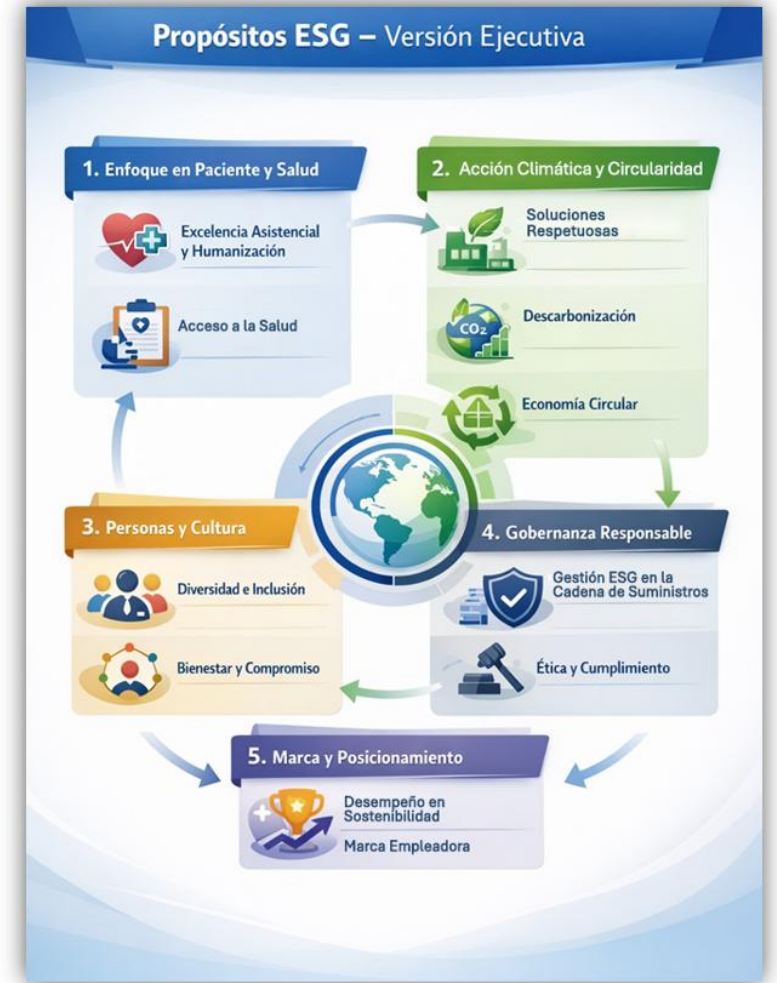 Propósitos ESG – Versión Ejecutiva
1. Enfoque en Paciente y Salud
Excelencia Asistencial
y Humanización
Acceso a la Salud
2. Acción Climática y Circularidad
Soluciones
Respetuosas
CO₂
Descarbonización
Economía Circular
3. Personas y Cultura
Diversidad e Inclusión
Bienestar y Compromiso
4. Gobernanza Responsable
Gestión ESG en la
Cadena de Suministros
Ética y Cumplimiento
5. Marca y Posicionamiento
Desempeño en
Sostenibilidad
Marca Empleadora